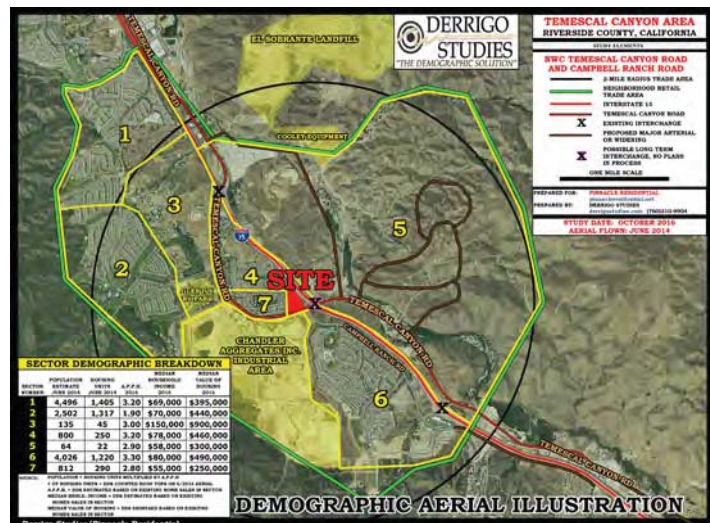 EL SOBRANTE LANDFILL
TEMESCAL CANYON RD
DERRIGO
STUDIES
"THE DEMOGRAPHIC SOLUTION"
TEMESCAL CANYON AREA
RIVERSIDE COUNTY, CALIFORNIA
STUDY ELEMENTS
NWC TEMESCAL CANYON ROAD
AND CAMPBELL RANCH ROAD
2-MILE RADIUS TRADE AREA
NEIGHBORHOOD RETAIL
TRADE AREA
INTERSTATE 15
TEMESCAL CANYON ROAD
X EXISTING INTERCHANGE
PROPOSED MAJOR ARTERIAL
OR WIDENING
X POSSIBLE LONG TERM
INTERCHANGE, NO PLANS
IN PROCESS
ONE MILE SCALE
PREPARED FOR: PINNACLE RESIDENTIAL
PREPARED BY: DERRIGO STUDIES
STUDY DATE: OCTOBER 2016
AERIAL FLOWN: JUNE 2014
COOLEY EQUIPMENT
1
2
3
X
TEMESCAL CANYON RD
15
4
5
SITE
7
X
TEMESCAL CANYON RD
CAMPBELL RANCH RD
CHANDLER
AGGREGATES INC.
INDUSTRIAL
AREA
6
X
TEMESCAL CANYON RD
SECTOR DEMOGRAPHIC BREAKDOWN
SECTOR NUMBER POPULATION ESTIMATE JUNE 2014 HOUSING UNITS JUNE 2014 A.P.P.H. MEDIAN HOUSEHOLD INCOME 2014 MEDIAN VALUE OF HOUSING
1 4,496 1,405 3.20 $69,000 $395,000
2 2,502 1,317 1.90 $70,000 $440,000
3 135 45 3.00 $150,000 $900,000
4 800 250 3.20 $78,000 $460,000
5 64 22 2.90 $58,000 $300,000
6 4,026 1,220 3.30 $80,000 $490,000
7 812 290 2.80 $55,000 $250,000
DEMOGRAPHIC AERIAL ILLUSTRATION
Derrigo Studies/Pinnacle Residential